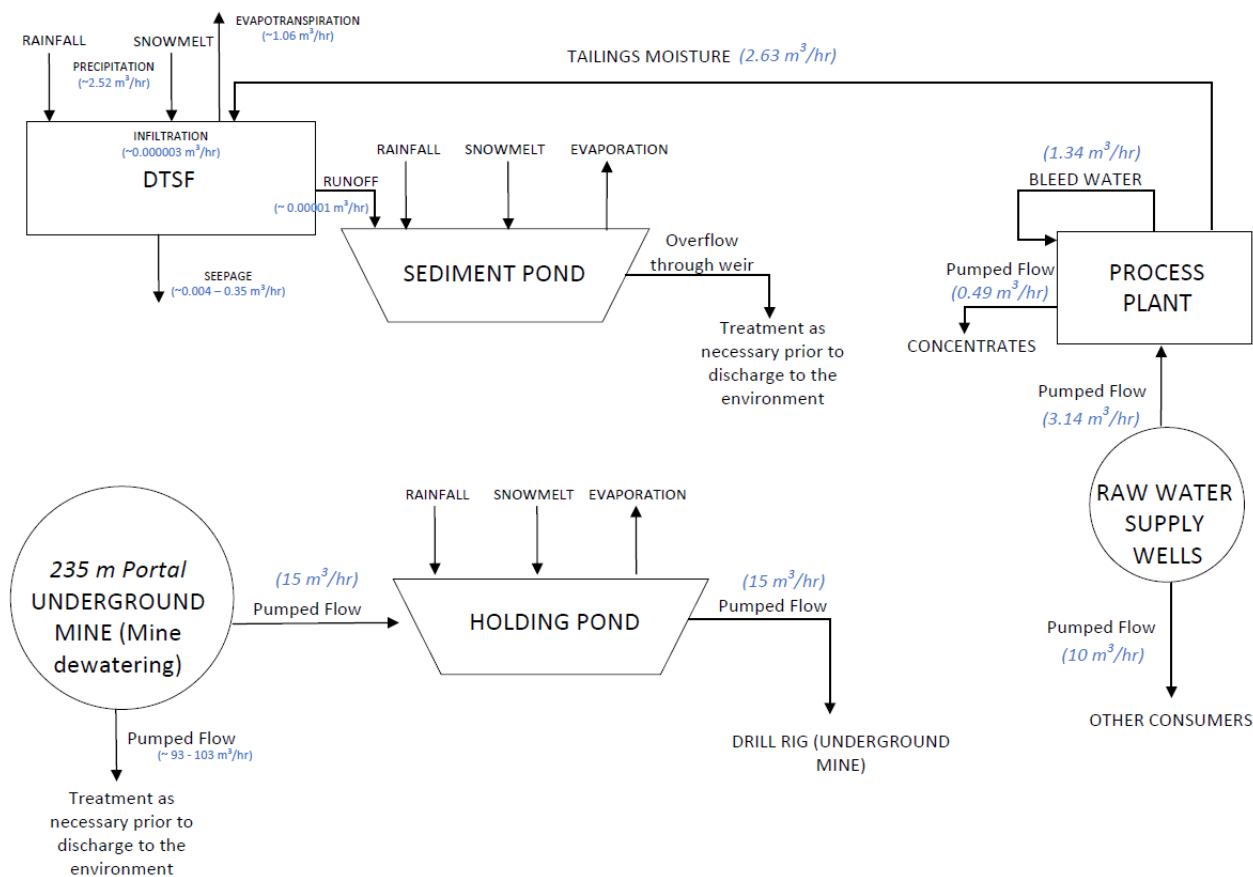 EVAPOTRANSPIRATION
(~1.06 m³/hr)
RAINFALL
SNOWMELT
PRECIPITATION
(~2.52 m³/hr)
TAILINGS MOISTURE (2.63 m³/hr)
INFILTRATION
(~0.000003 m³/hr)
DTSF
RUNOFF
(~ 0.00001 m³/hr)
SEEPAGE
(~0.004 – 0.35 m³/hr)
RAINFALL
SNOWMELT
EVAPORATION
SEDIMENT POND
Overflow
through weir
Treatment as
necessary prior to
discharge to the
environment
(1.34 m³/hr)
BLEED WATER
PROCESS
PLANT
Pumped Flow
(0.49 m³/hr)
CONCENTRATES
Pumped Flow
(3.14 m³/hr)
RAW WATER
SUPPLY
WELLS
Pumped Flow
(10 m³/hr)
OTHER CONSUMERS
235 m Portal
UNDERGROUND
MINE (Mine
dewatering)
(15 m³/hr)
Pumped Flow
RAINFALL
SNOWMELT
EVAPORATION
HOLDING POND
(15 m³/hr)
Pumped Flow
DRILL RIG (UNDERGROUND
MINE)
Pumped Flow
(~ 93 - 103 m³/hr)
Treatment as
necessary prior to
discharge to the
environment